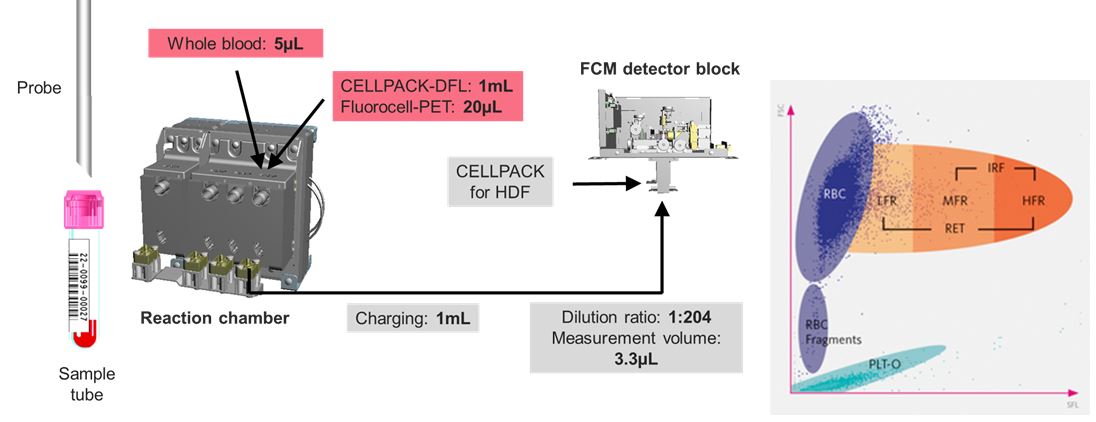 Probe
Whole blood: 5µL
CELLPACK-DFL: 1mL
Fluorocell-PET: 20µL
FCM detector block
CELLPACK
for HDF
22-0099-00027
Sample
tube
Reaction chamber
Charging: 1mL
Dilution ratio: 1:204
Measurement volume:
3.3µL
FSC
RBC
IRF
LFR
MFR
HFR
RET
RBC
Fragments
PLT-O
SFL